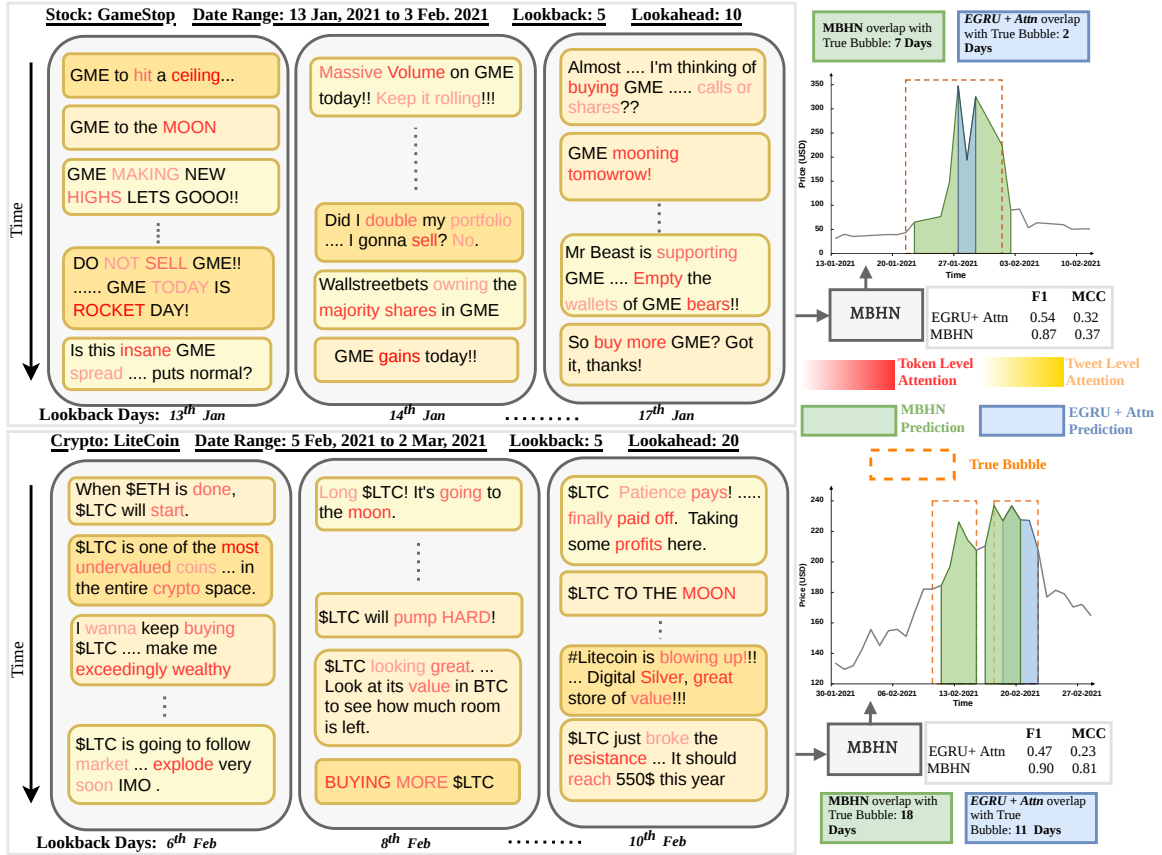 Stock: GameStop Date Range: 13 Jan, 2021 to 3 Feb. 2021 Lookback: 5 Lookahead: 10
Time
GME to hit a ceiling...
GME to the MOON
GME MAKING NEW
HIGHS LETS GOOO!!
DO NOT SELL GME!!
...... GME TODAY IS
ROCKET DAY!
Is this insane GME
spread .... puts normal?
Massive Volume on GME
today!! Keep it rolling!!!
Did I double my portfolio
.... I gonna sell? No.
Wallstreetbets owning the
majority shares in GME
GME gains today!!
Almost .... I'm thinking of
buying GME ..... calls or
shares??
GME mooning
tomowrow!
Mr Beast is supporting
GME .... Empty the
wallets of GME bears!!
So buy more GME? Got
it, thanks!
Lookback Days: 13th Jan 14th Jan ......... 17th Jan
MBHN overlap with
True Bubble: 7 Days
EGRU + Attn overlap
with True Bubble: 2
Days
Price (USD)
350
300
250
200
150
100
50
0
13-01-2021 20-01-2021 27-01-2021 03-02-2021 10-02-2021
Time
MBHN
F1 MCC
EGRU+ Attn 0.54 0.32
MBHN 0.87 0.37
Token Level
Attention
Tweet Level
Attention
MBHN
Prediction
EGRU + Attn
Prediction
True Bubble
Crypto: LiteCoin Date Range: 5 Feb, 2021 to 2 Mar, 2021 Lookback: 5 Lookahead: 20
Time
When $ETH is done,
$LTC will start.
$LTC is one of the most
undervalued coins ... in
the entire crypto space.
I wanna keep buying
$LTC .... make me
exceedingly wealthy
$LTC is going to follow
market ... explode very
soon IMO .
Long $LTC! It's going to
the moon.
$LTC will pump HARD!
$LTC looking great. ...
Look at its value in BTC
to see how much room
is left.
BUYING MORE $LTC
$LTC Patience pays! .....
finally paid off. Taking
some profits here.
$LTC TO THE MOON
#Litecoin is blowing up!!!
... Digital Silver, great
store of value!!!
$LTC just broke the
resistance ... It should
reach 550$ this year
Lookback Days: 6th Feb 8th Feb ......... 10th Feb
Price (USD)
240
220
200
180
160
140
120
30-01-2021 06-02-2021 13-02-2021 20-02-2021 27-02-2021
Time
MBHN
F1 MCC
EGRU+ Attn 0.47 0.23
MBHN 0.90 0.81
MBHN overlap with
True Bubble: 18
Days
EGRU + Attn overlap
with True
Bubble: 11 Days